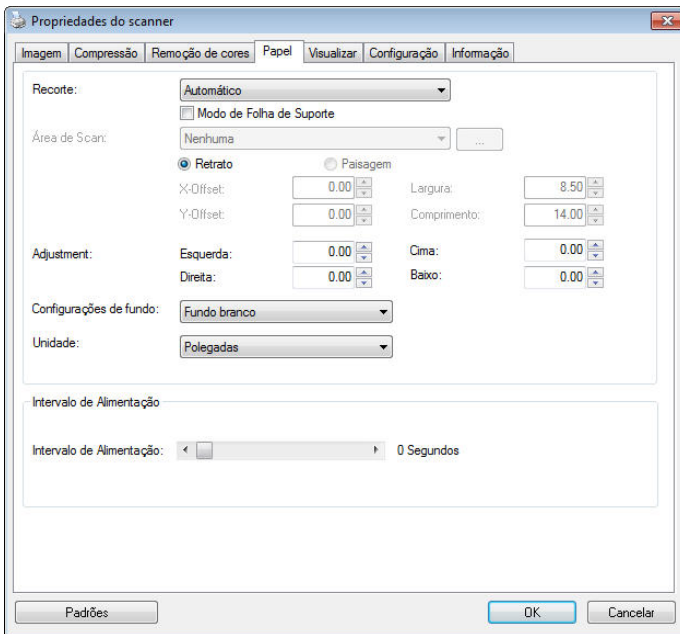 Propriedades do scanner
Imagem Compressão Remoção de cores Papel Visualizar Configuração Informação
Recorte: Automático
Modo de Folha de Suporte
Área de Scan: Nenhuma ...
Retrato Paisagem
X-Offset: 0.00 Largura: 8.50
Y-Offset: 0.00 Comprimento: 14.00
Adjustment: Esquerda: 0.00 Cima: 0.00
Direita: 0.00 Baixo: 0.00
Configurações de fundo: Fundo branco
Unidade: Polegadas
Intervalo de Alimentação
Intervalo de Alimentação: 0 Segundos
Padrões OK Cancelar